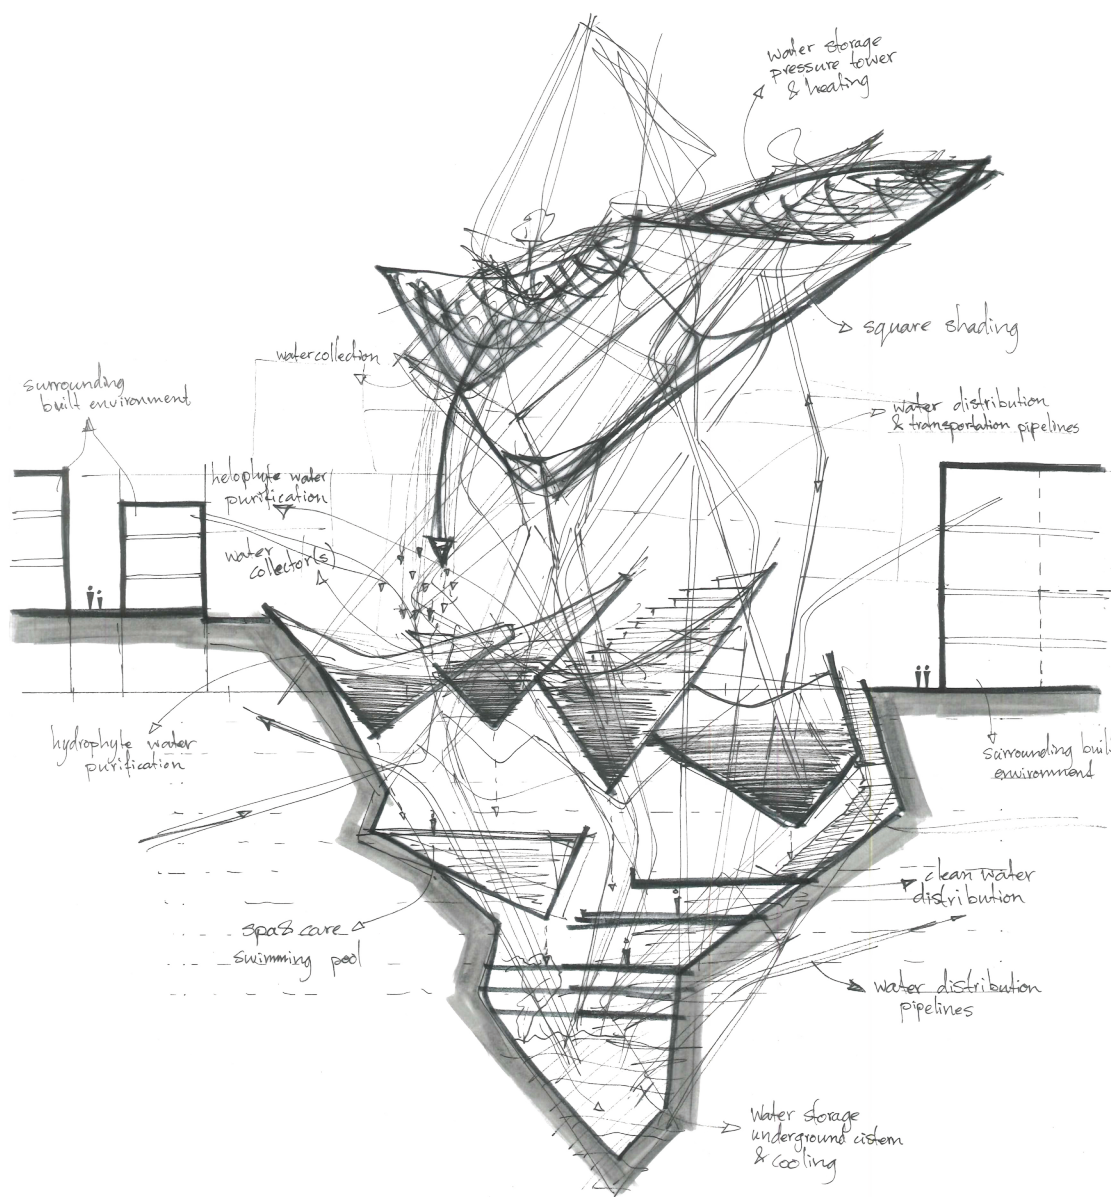 water storage
pressure tower
& heating
square shading
watercollection
surrounding
built environment
water distribution
& transportation pipelines
helophyte water
purification
water
collector(s)
hydrophyte water
purification
surrounding buil
environment
clean water
distribution
spa & care
swimming pool
water distribution
pipelines
water storage
underground cistern
& cooling